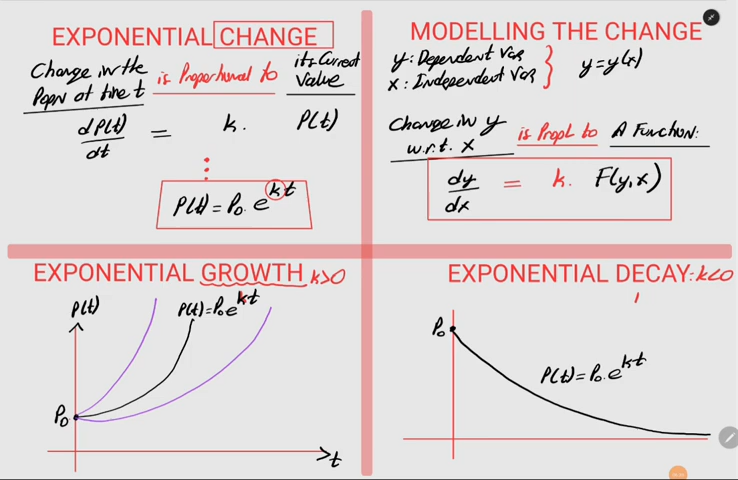 EXPONENTIAL CHANGE
Change in the
Popn at time t
is Proportional to
its Current
Value
dP(t)
dt
=
k.
P(t)
P(t) = P₀. e^kt
MODELLING THE CHANGE
y: Dependent Var
x: Independent Var
y = y(x)
Change in y
w.r.t. x
is Propl to
A Function:
dy
dx
=
k.
F(y,x)
EXPONENTIAL GROWTH k>0
P(t)
P(t)=P₀e^kt
P₀
t
EXPONENTIAL DECAY: k<0
P₀
P(t)=P₀.e^kt